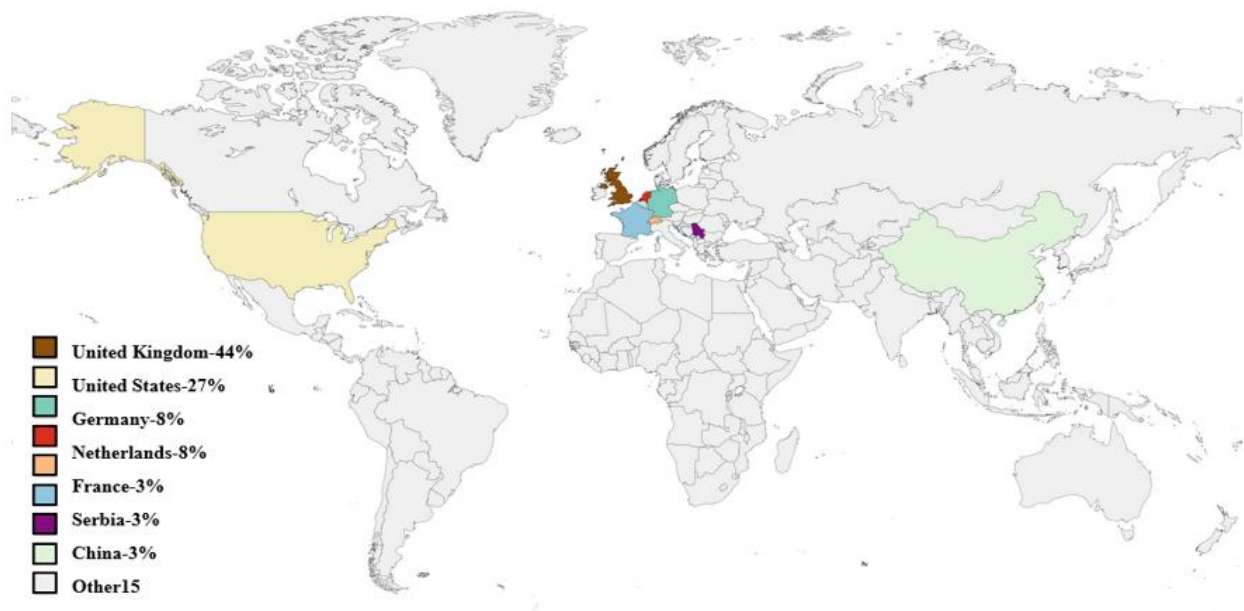 United Kingdom-44%
United States-27%
Germany-8%
Netherlands-8%
France-3%
Serbia-3%
China-3%
Other15